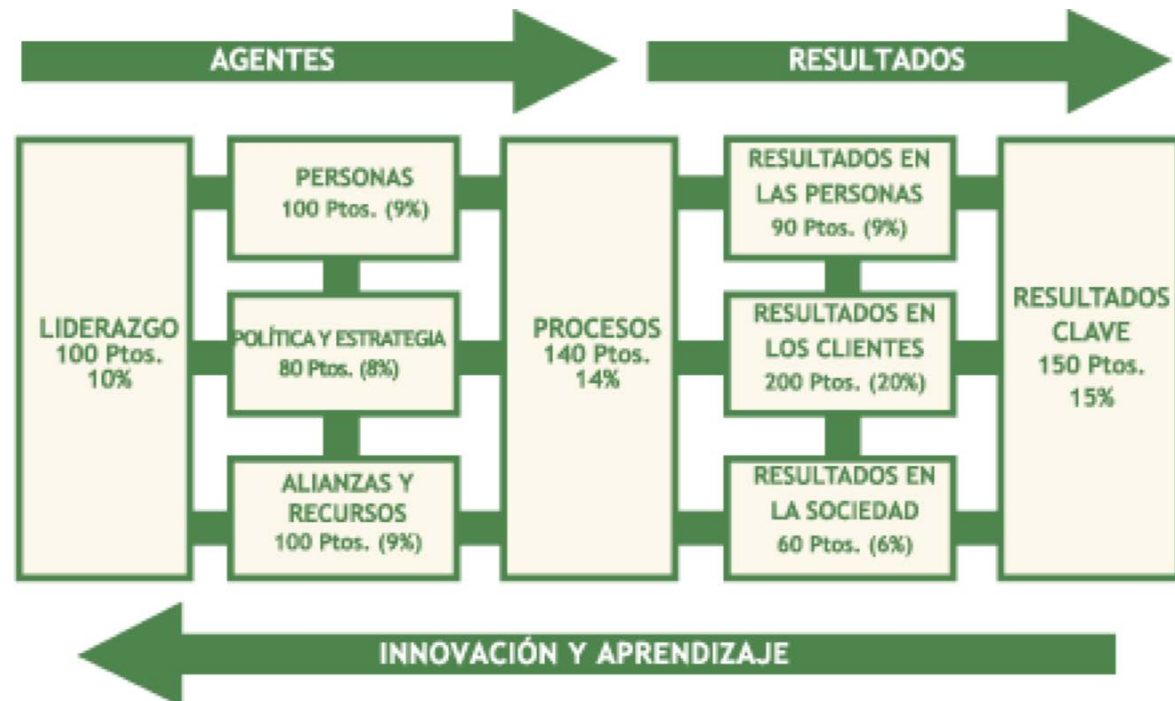 AGENTES
RESULTADOS
LIDERAZGO
100 Ptos.
10%
PERSONAS
100 Ptos. (9%)
POLÍTICA Y ESTRATEGIA
80 Ptos. (8%)
ALIANZAS Y
RECURSOS
100 Ptos. (9%)
PROCESOS
140 Ptos.
14%
RESULTADOS EN
LAS PERSONAS
90 Ptos. (9%)
RESULTADOS EN
LOS CLIENTES
200 Ptos. (20%)
RESULTADOS EN
LA SOCIEDAD
60 Ptos. (6%)
RESULTADOS
CLAVE
150 Ptos.
15%
INNOVACIÓN Y APRENDIZAJE